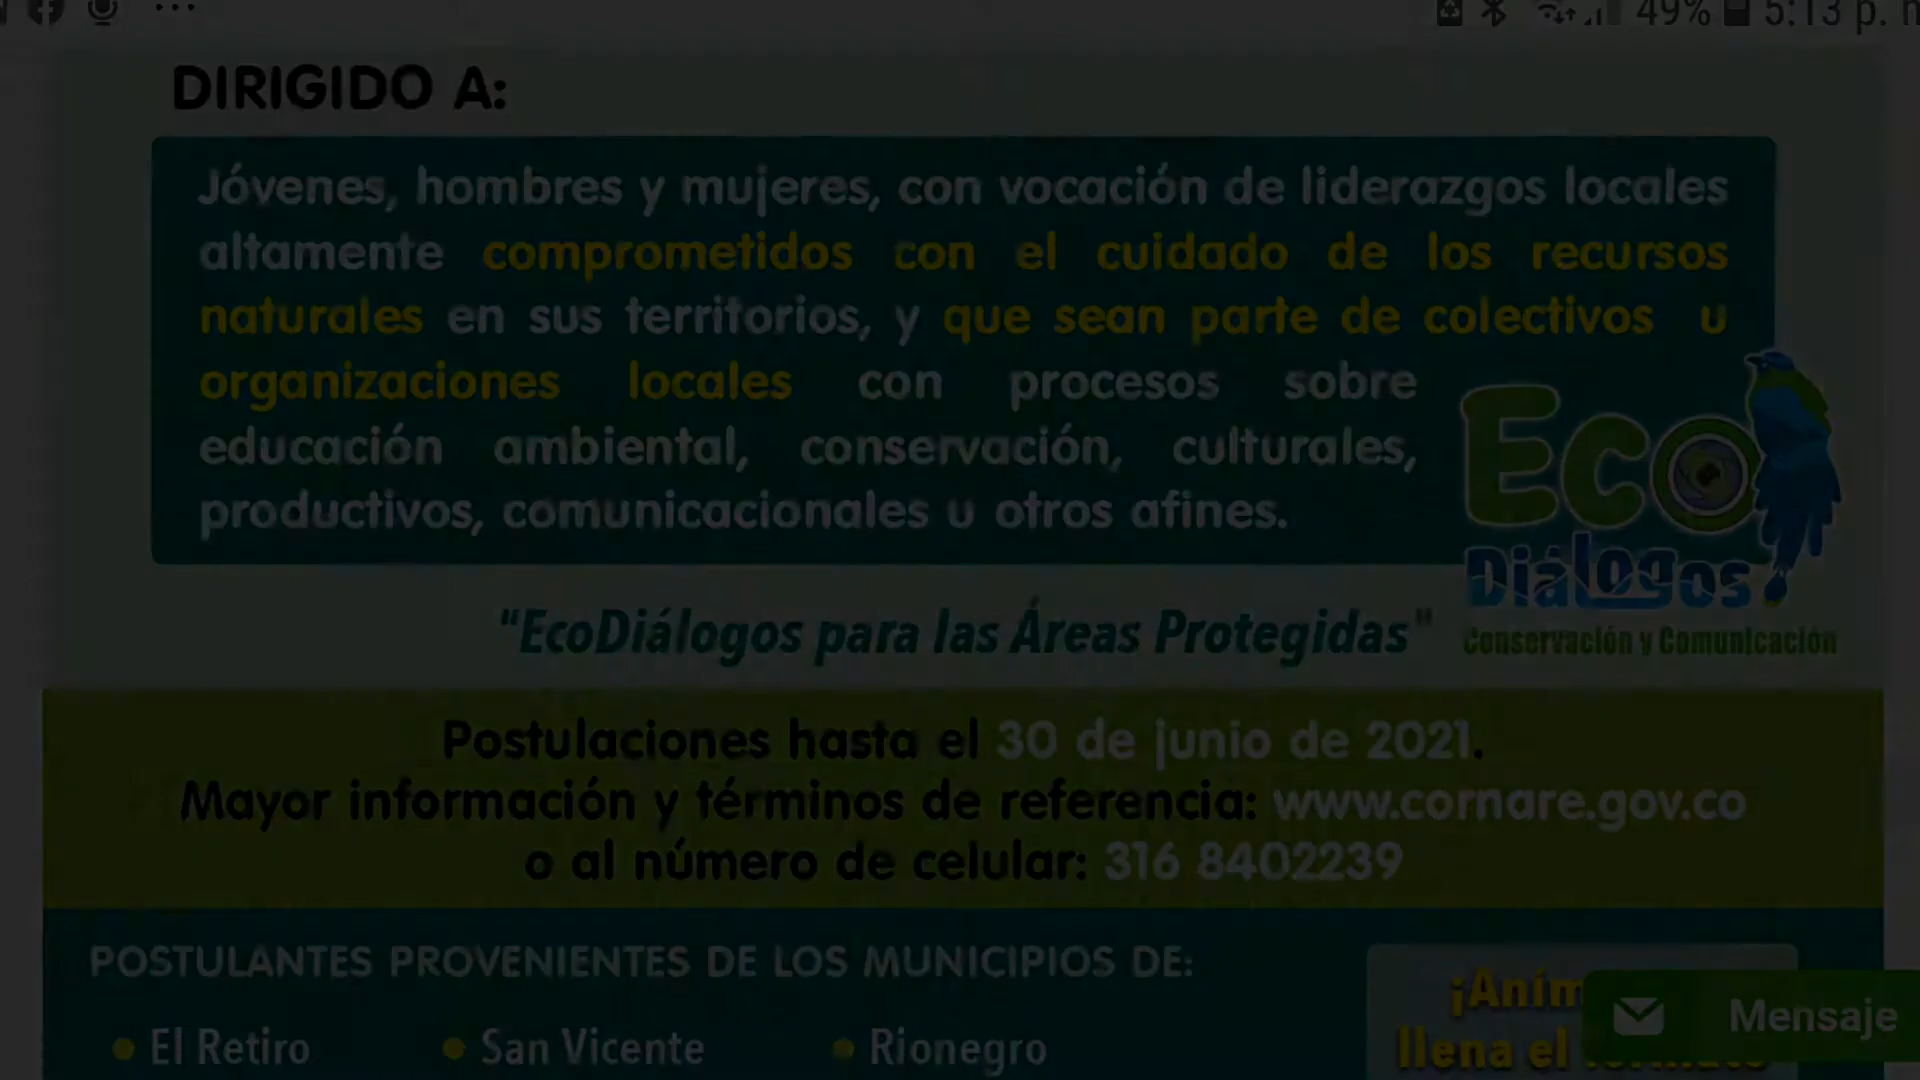 49% 5:13 p.
DIRIGIDO A:
Jóvenes, hombres y mujeres, con vocación de liderazgos locales
altamente comprometidos con el cuidado de los recursos
naturales en sus territorios, y que sean parte de colectivos u
organizaciones locales con procesos sobre
educación ambiental, conservación, culturales,
productivos, comunicacionales u otros afines.
Eco
Diálogos
Conservación y Comunicación
"EcoDiálogos para las Áreas Protegidas"
Postulaciones hasta el 30 de junio de 2021.
Mayor información y términos de referencia: www.cornare.gov.co
o al número de celular: 316 8402239
POSTULANTES PROVENIENTES DE LOS MUNICIPIOS DE:
El Retiro San Vicente Rionegro
¡Aním
llena el
Mensaje